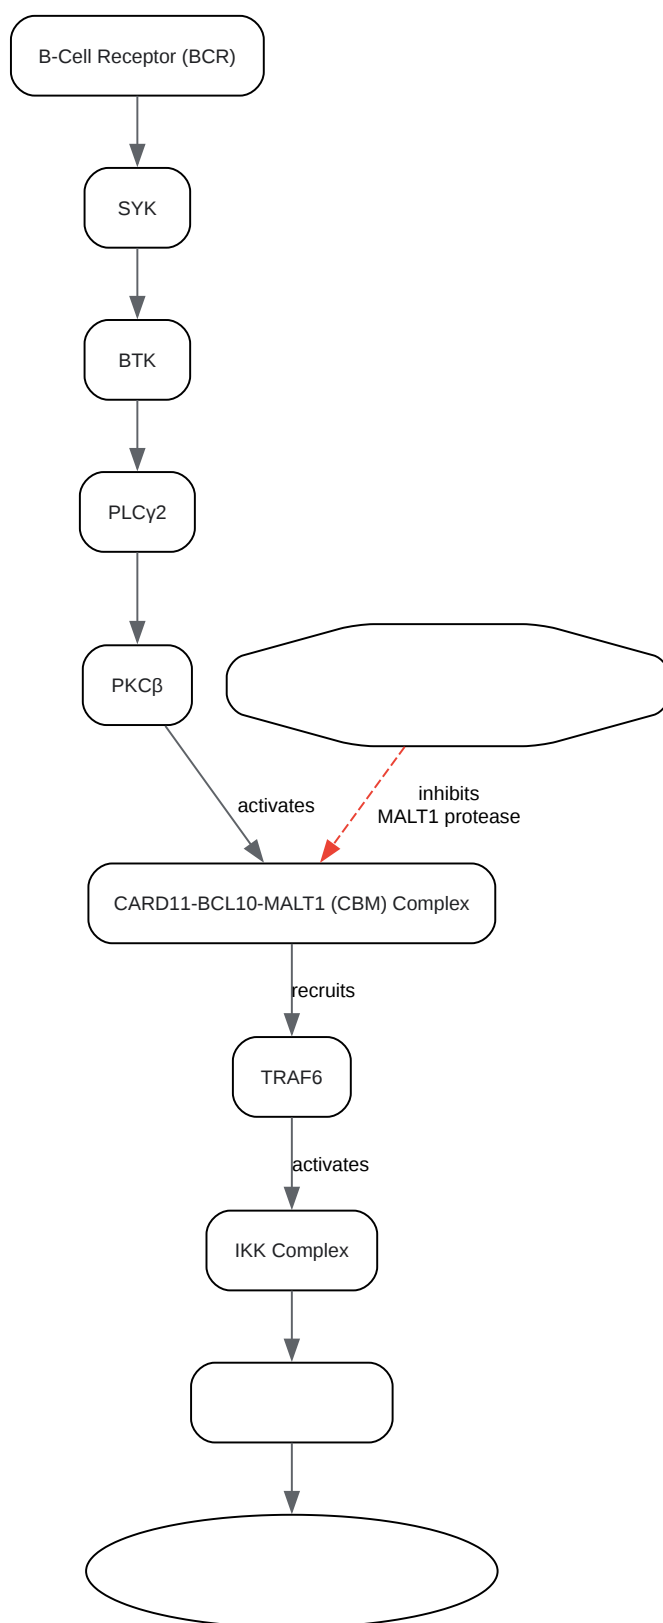 B-Cell Receptor (BCR)
SYK
BTK
PLCγ2
PKCβ
activates
inhibits
MALT1 protease
CARD11-BCL10-MALT1 (CBM) Complex
recruits
TRAF6
activates
IKK Complex